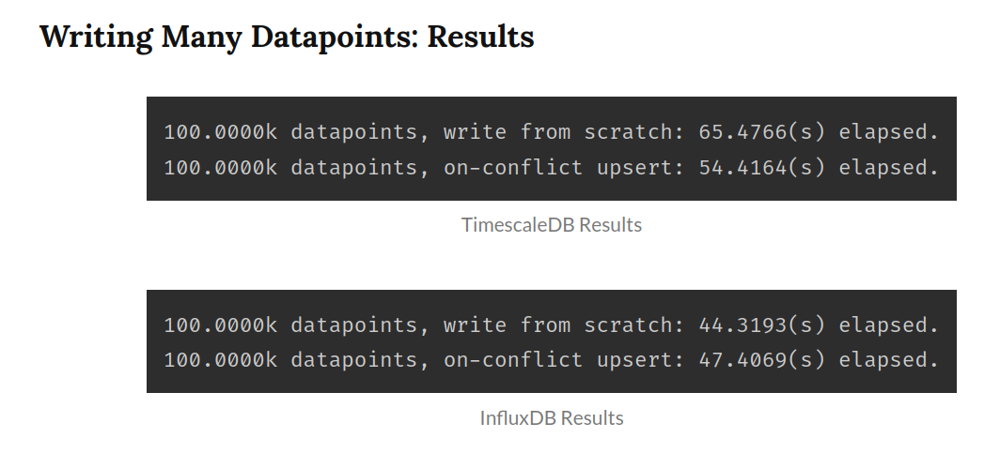 Writing Many Datapoints: Results
100.0000k datapoints, write from scratch: 65.4766(s) elapsed.
100.0000k datapoints, on-conflict upsert: 54.4164(s) elapsed.
TimescaleDB Results
100.0000k datapoints, write from scratch: 44.3193(s) elapsed.
100.0000k datapoints, on-conflict upsert: 47.4069(s) elapsed.
InfluxDB Results